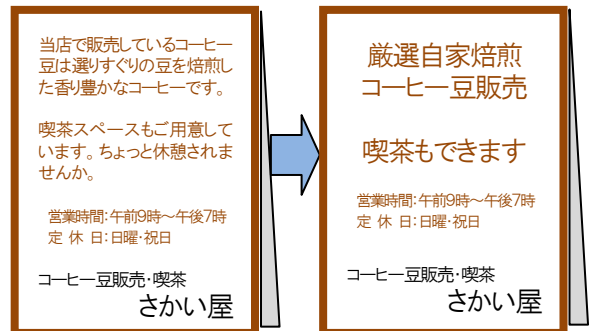 当店で販売しているコーヒー
豆は選りすぐりの豆を焙煎し
た香り豊かなコーヒーです。
喫茶スペースもご用意して
います。ちょっと休憩されま
せんか。
営業時間:午前9時～午後7時
定 休 日:日曜・祝日
コーヒー豆販売・喫茶
さかい屋
厳選自家焙煎
コーヒー豆販売
喫茶もできます
営業時間:午前9時～午後7時
定 休 日:日曜・祝日
コーヒー豆販売・喫茶
さかい屋